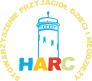 STOWARZYSZENIE PRZYJACIÓŁ DZIECI I MŁODZIEŻY
HARC